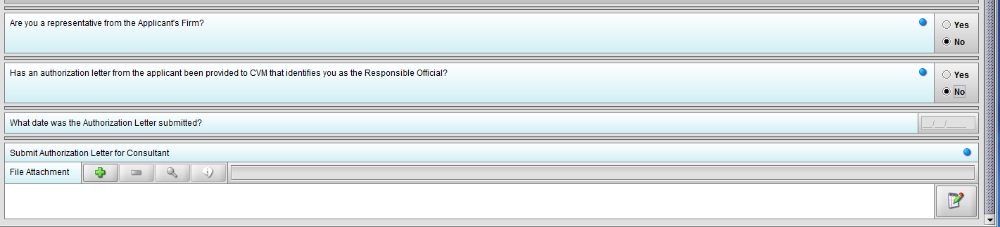 Are you a representative from the Applicant's Firm?
Yes
No
Has an authorization letter from the applicant been provided to CVM that identifies you as the Responsible Official?
Yes
No
What date was the Authorization Letter submitted?
__/__/____
Submit Authorization Letter for Consultant
File Attachment